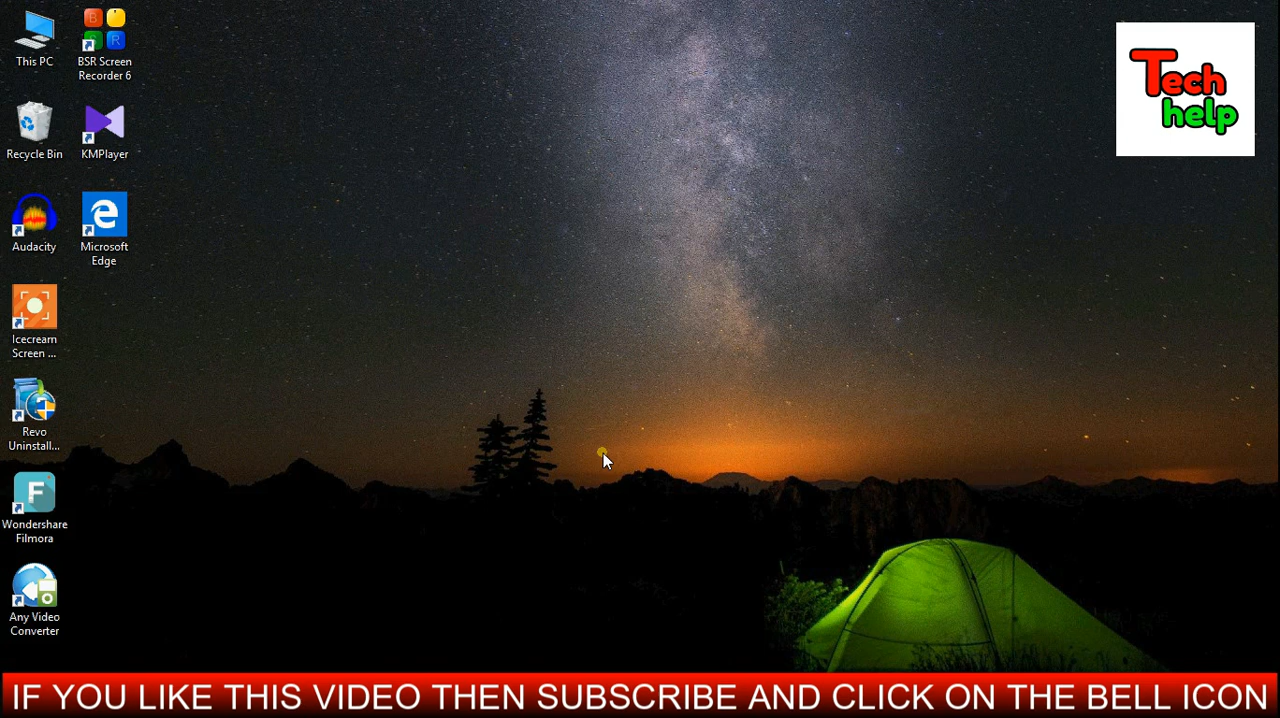 This PC
BSR Screen
Recorder 6
Recycle Bin
KMPlayer
Audacity
Microsoft
Edge
Icecream
Screen ...
Revo
Uninstall...
Wondershare
Filmora
Any Video
Converter
Tech
help
IF YOU LIKE THIS VIDEO THEN SUBSCRIBE AND CLICK ON THE BELL ICON